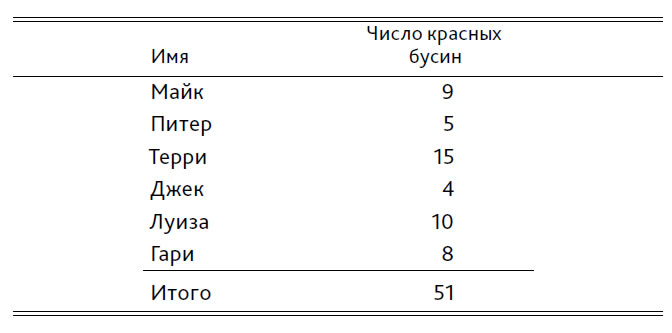 Имя Число красных
бусин
Майк 9
Питер 5
Терри 15
Джек 4
Луиза 10
Гари 8
Итого 51